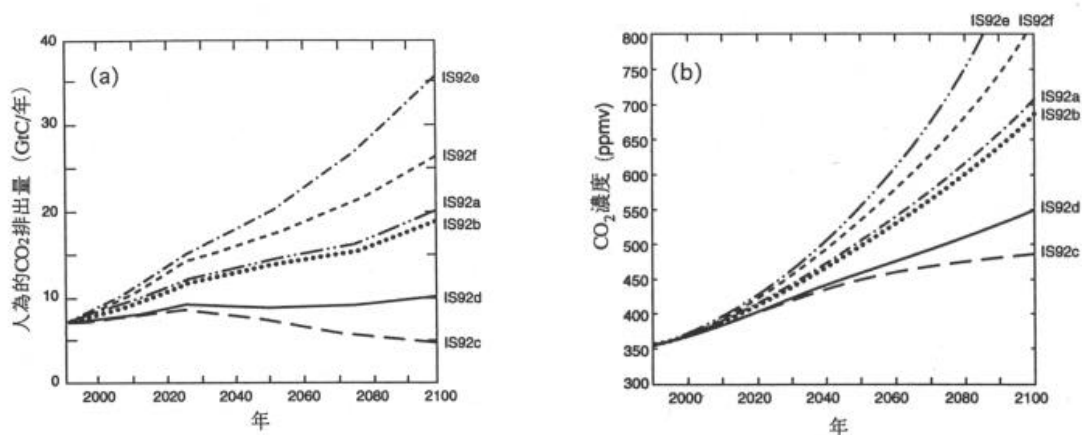 40
30
20
10
0
人為的CO2排出量 (GtC/年)
(a)
IS92e
IS92f
IS92a
IS92b
IS92d
IS92c
2000 2020 2040 2060 2080 2100
年
IS92e IS92f
800
750
700
650
600
550
500
450
400
350
300
CO2濃度 (ppmv)
(b)
IS92a
IS92b
IS92d
IS92c
2000 2020 2040 2060 2080 2100
年